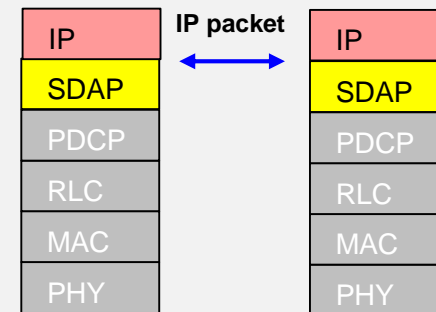 IP
IP packet
IP
SDAP
SDAP
PDCP
PDCP
RLC
RLC
MAC
MAC
PHY
PHY